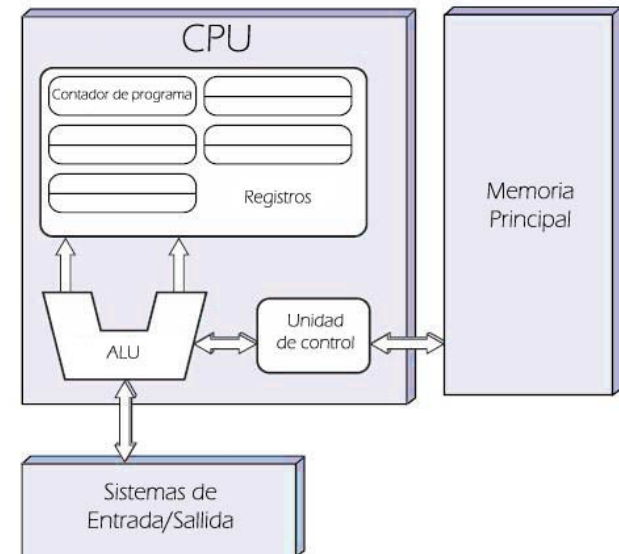 CPU
Contador de programa
Registros
Memoria
Principal
ALU
Unidad
de control
Sistemas de
Entrada/Sallida